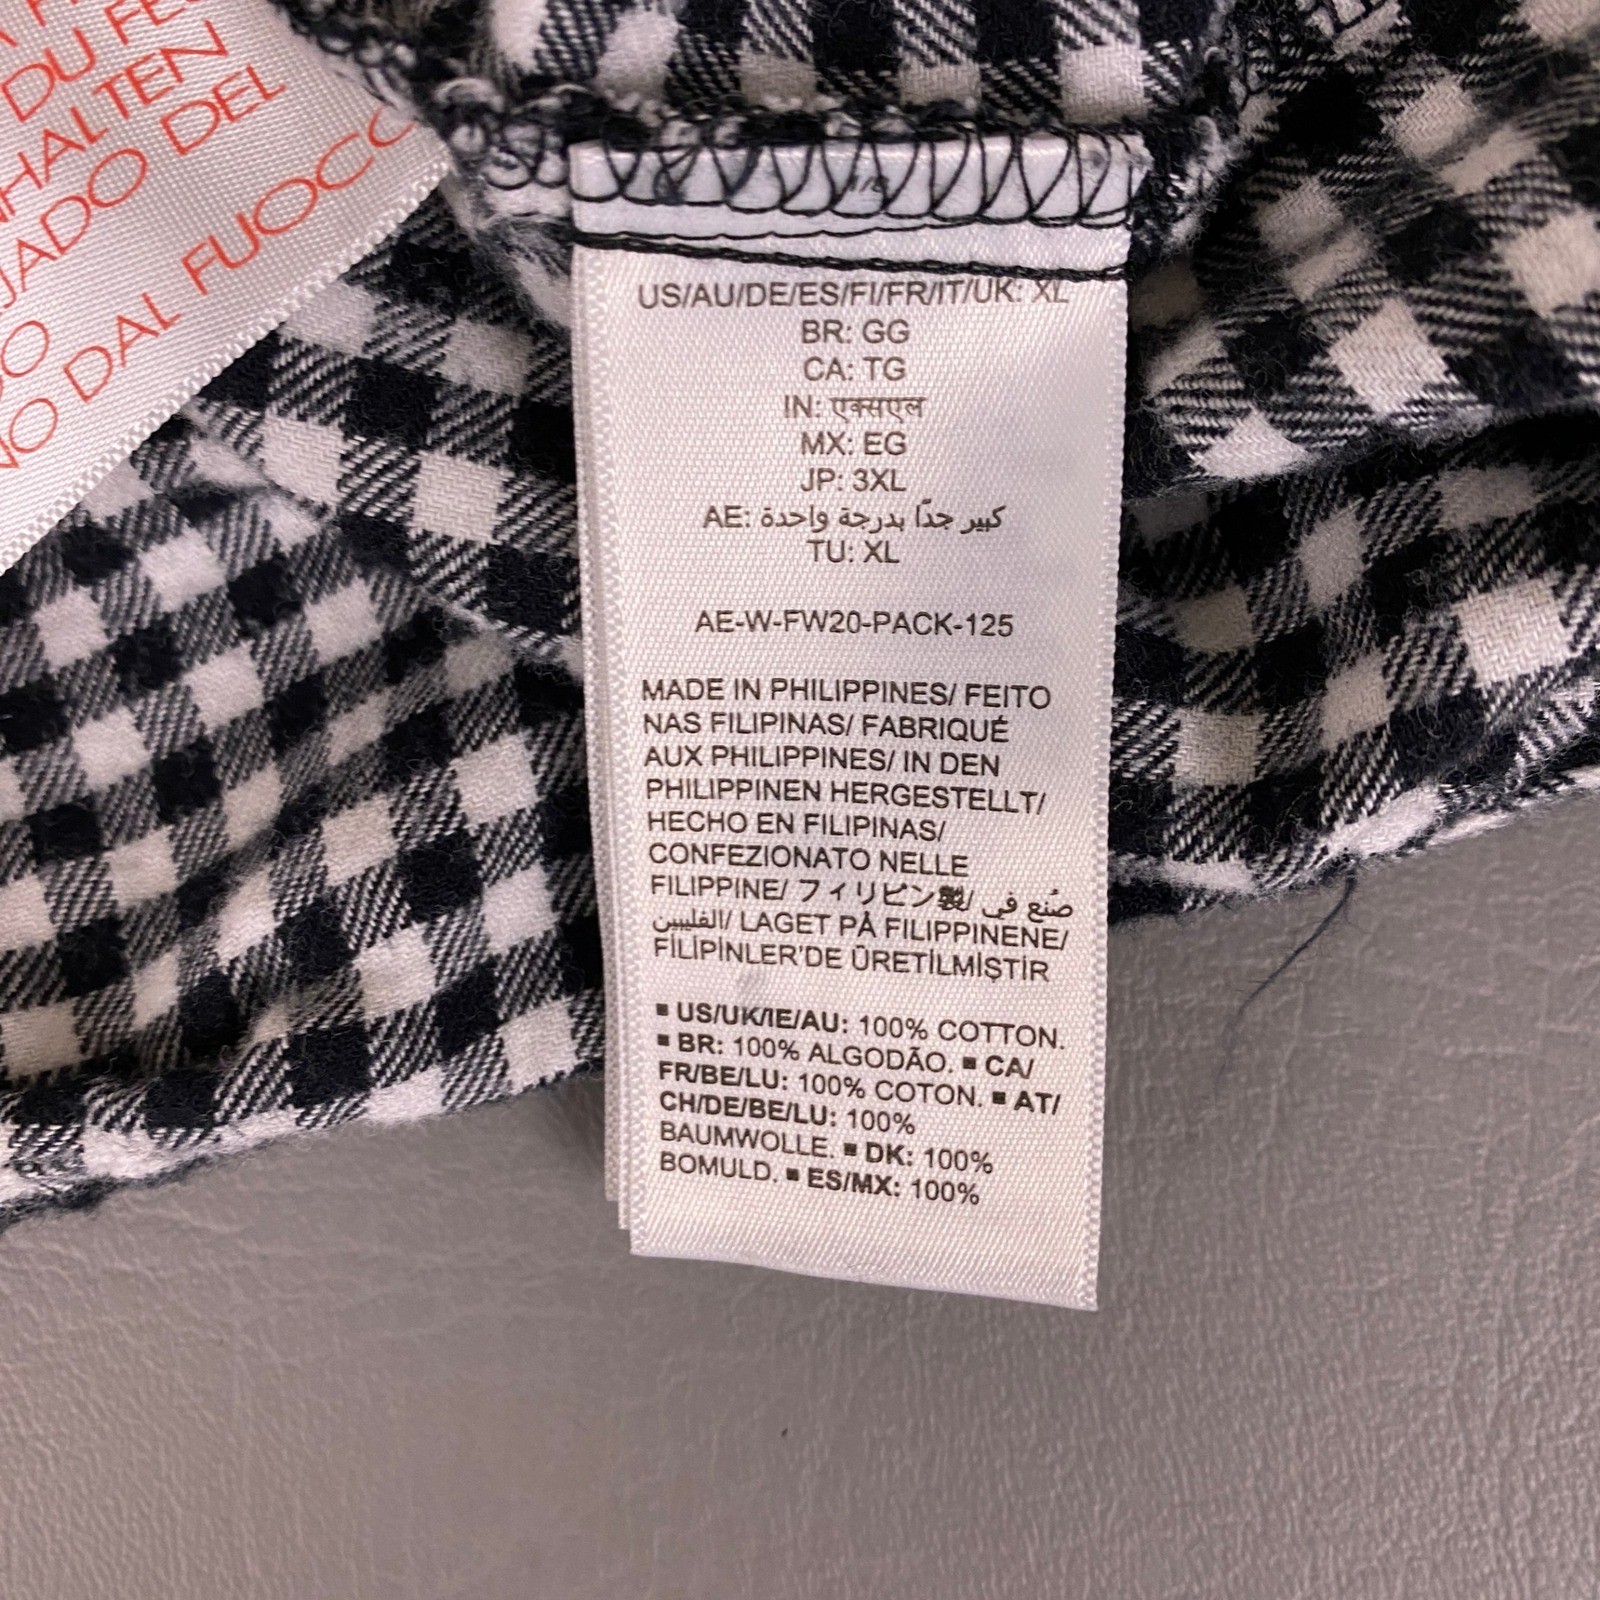 DU FE
HALTEN
JADO DEL
NO DAL FUOCO
US/AU/DE/ES/FI/FR/IT/UK: XL
BR: GG
CA: TG
IN: एक्सएल
MX: EG
JP: 3XL
AE: كبير جدًا بدرجة واحدة
TU: XL
AE-W-FW20-PACK-125
MADE IN PHILIPPINES/ FEITO
NAS FILIPINAS/ FABRIQUÉ
AUX PHILIPPINES/ IN DEN
PHILIPPINEN HERGESTELLT/
HECHO EN FILIPINAS/
CONFEZIONATO NELLE
FILIPPINE/ フィリピン製/ صُنع في
الفلبين/ LAGET PÅ FILIPPINENE/
FİLİPİNLER'DE ÜRETİLMİŞTİR
▪ US/UK/IE/AU: 100% COTTON.
▪ BR: 100% ALGODÃO. ▪ CA/
FR/BE/LU: 100% COTON. ▪ AT/
CH/DE/BE/LU: 100%
BAUMWOLLE. ▪ DK: 100%
BOMULD. ▪ ES/MX: 100%